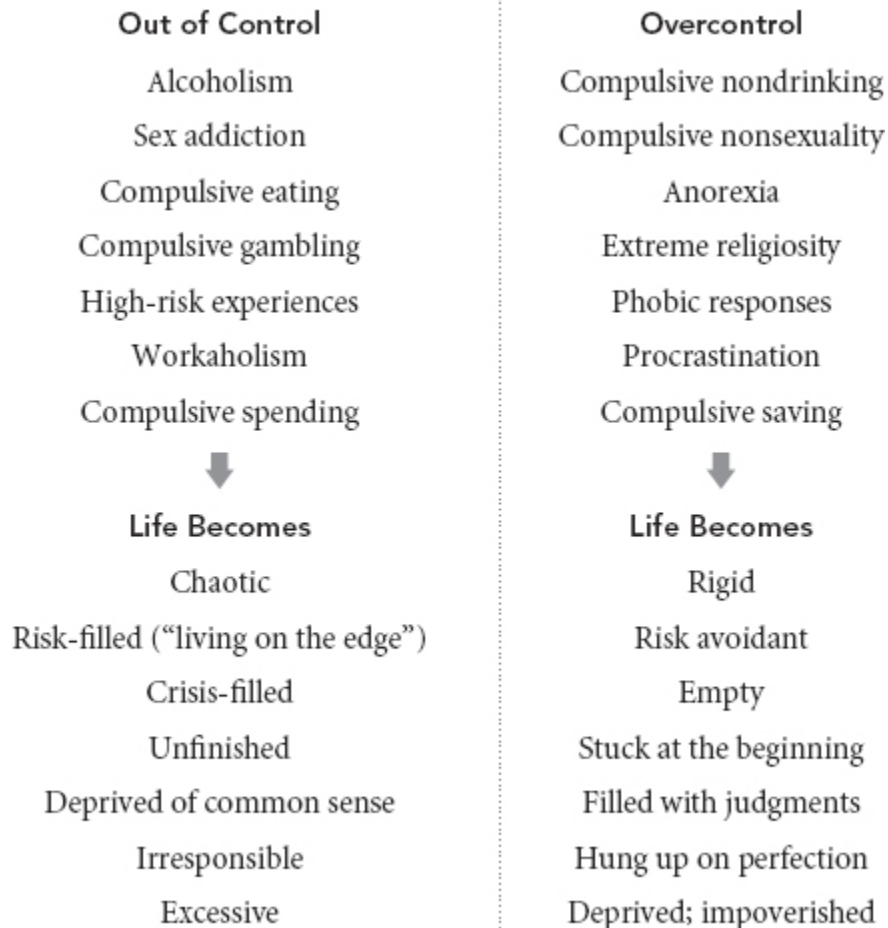 Out of Control
Alcoholism
Sex addiction
Compulsive eating
Compulsive gambling
High-risk experiences
Workaholism
Compulsive spending
Life Becomes
Chaotic
Risk-filled (“living on the edge”)
Crisis-filled
Unfinished
Deprived of common sense
Irresponsible
Excessive
Overcontrol
Compulsive nondrinking
Compulsive nonsexuality
Anorexia
Extreme religiosity
Phobic responses
Procrastination
Compulsive saving
Life Becomes
Rigid
Risk avoidant
Empty
Stuck at the beginning
Filled with judgments
Hung up on perfection
Deprived; impoverished